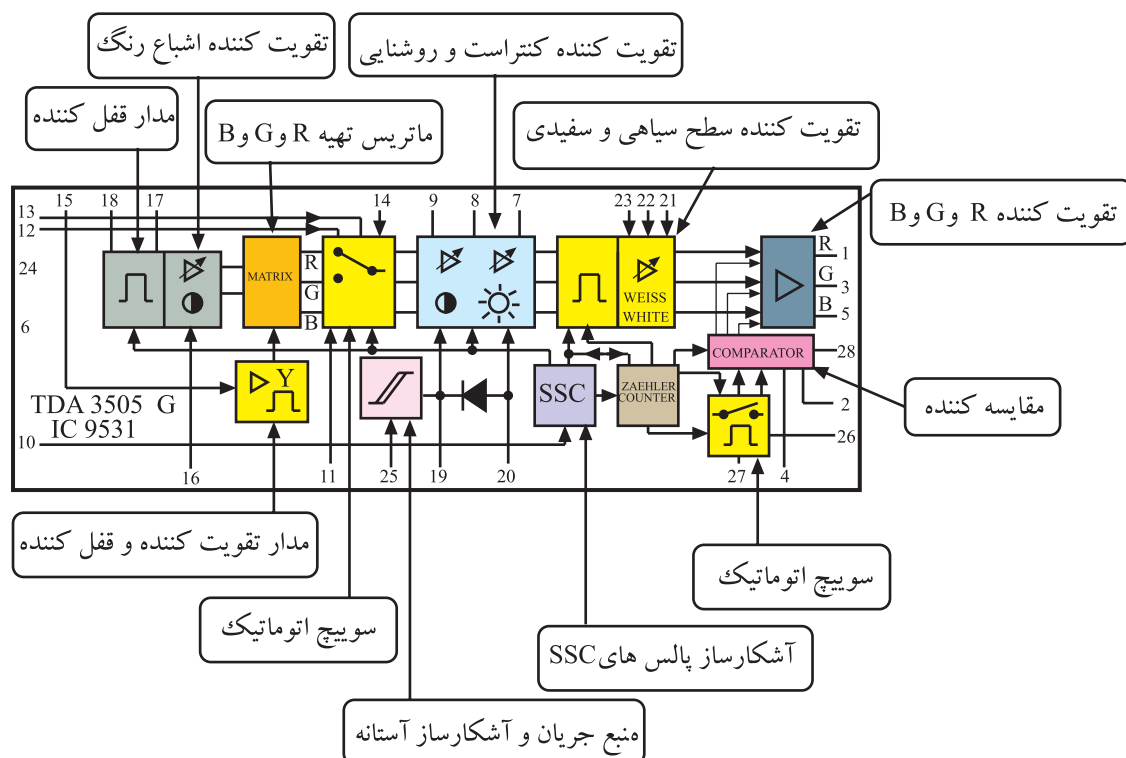 تقویت کننده اشباع رنگ
تقویت کننده کنتراست و روشنایی
مدار قفل کننده
ماتریس تهیه R و G و B
تقویت کننده سطح سیاهی و سفیدی
تقویت کننده R و G و B
15 18 17 14 9 8 7 23 22 21
13
12
24
6
10
MATRIX
R
G
B
WEISS
WHITE
R 1
G 3
B 5
Y
TDA 3505 G
IC 9531
SSC
ZAEHLER
COUNTER
COMPARATOR
28
2
26
16 11 25 19 20 27 4
مقایسه کننده
مدار تقویت کننده و قفل کننده
سوییچ اتوماتیک
سوییچ اتوماتیک
آشکارساز پالس های SSC
منبع جریان و آشکارساز آستانه